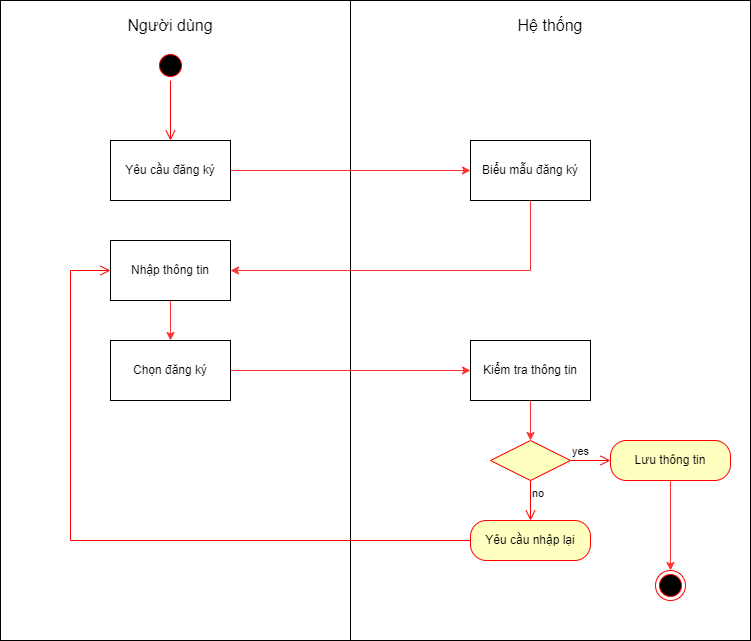 Người dùng
Hệ thống
Yêu cầu đăng ký
Biểu mẫu đăng ký
Nhập thông tin
Chọn đăng ký
Kiểm tra thông tin
yes
Lưu thông tin
no
Yêu cầu nhập lại